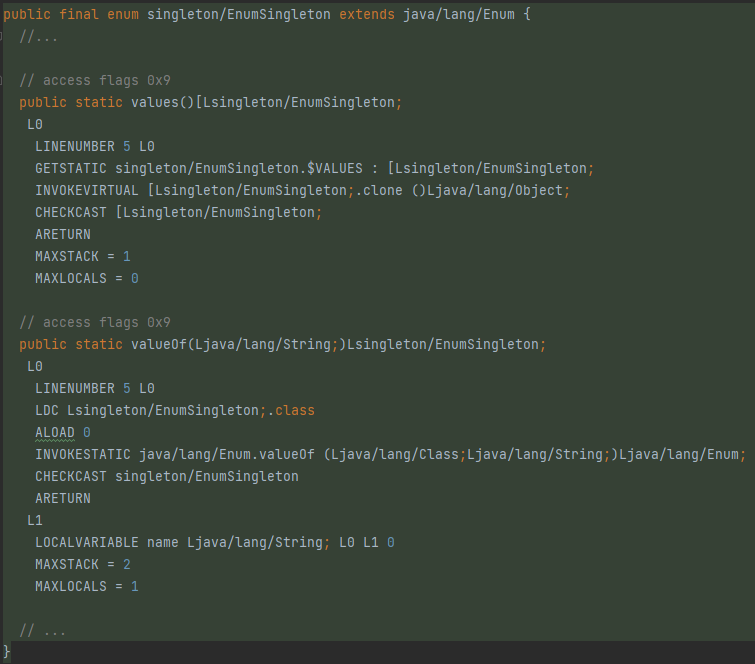 public final enum singleton/EnumSingleton extends java/lang/Enum {
//...
// access flags 0x9
public static values()[Lsingleton/EnumSingleton;
L0
LINENUMBER 5 L0
GETSTATIC singleton/EnumSingleton.$VALUES : [Lsingleton/EnumSingleton;
INVOKEVIRTUAL [Lsingleton/EnumSingleton;.clone ()Ljava/lang/Object;
CHECKCAST [Lsingleton/EnumSingleton;
ARETURN
MAXSTACK = 1
MAXLOCALS = 0
// access flags 0x9
public static valueOf(Ljava/lang/String;)Lsingleton/EnumSingleton;
L0
LINENUMBER 5 L0
LDC Lsingleton/EnumSingleton;.class
ALOAD 0
INVOKESTATIC java/lang/Enum.valueOf (Ljava/lang/Class;Ljava/lang/String;)Ljava/lang/Enum;
CHECKCAST singleton/EnumSingleton
ARETURN
L1
LOCALVARIABLE name Ljava/lang/String; L0 L1 0
MAXSTACK = 2
MAXLOCALS = 1
// ...
}